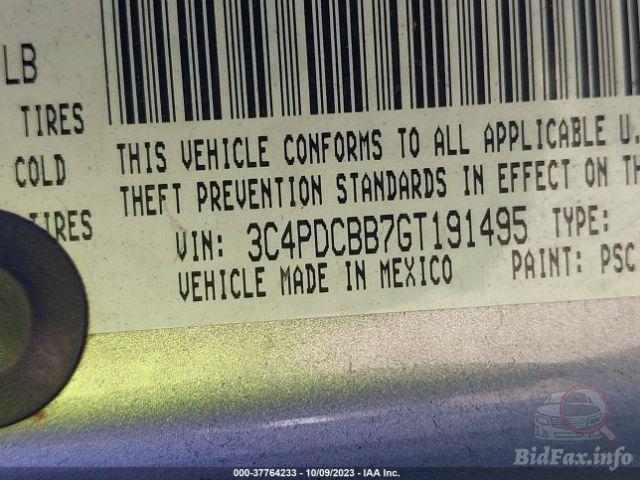 LB
TIRES
COLD
TIRES
THIS VEHICLE CONFORMS TO ALL APPLICABLE U.
THEFT PREVENTION STANDARDS IN EFFECT ON TH
VIN: 3C4PDCBB7GT191495 TYPE:
VEHICLE MADE IN MEXICO PAINT: PSC
BidFax.info
000-37764233 - 10/09/2023 - IAA Inc.